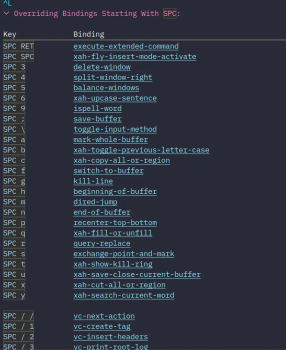 ^L
Overriding Bindings Starting With SPC:
Key Binding
SPC RET execute-extended-command
SPC SPC xah-fly-insert-mode-activate
SPC 3 delete-window
SPC 4 split-window-right
SPC 5 balance-windows
SPC 6 xah-upcase-sentence
SPC 9 ispell-word
SPC ; save-buffer
SPC \ toggle-input-method
SPC a mark-whole-buffer
SPC b xah-toggle-previous-letter-case
SPC c xah-copy-all-or-region
SPC f switch-to-buffer
SPC g kill-line
SPC h beginning-of-buffer
SPC m dired-jump
SPC n end-of-buffer
SPC p recenter-top-bottom
SPC q xah-fill-or-unfill
SPC r query-replace
SPC s exchange-point-and-mark
SPC t xah-show-kill-ring
SPC u xah-save-close-current-buffer
SPC x xah-cut-all-or-region
SPC y xah-search-current-word
SPC / / vc-next-action
SPC / 1 vc-create-tag
SPC / 2 vc-insert-headers
SPC / 3 vc-print-root-log